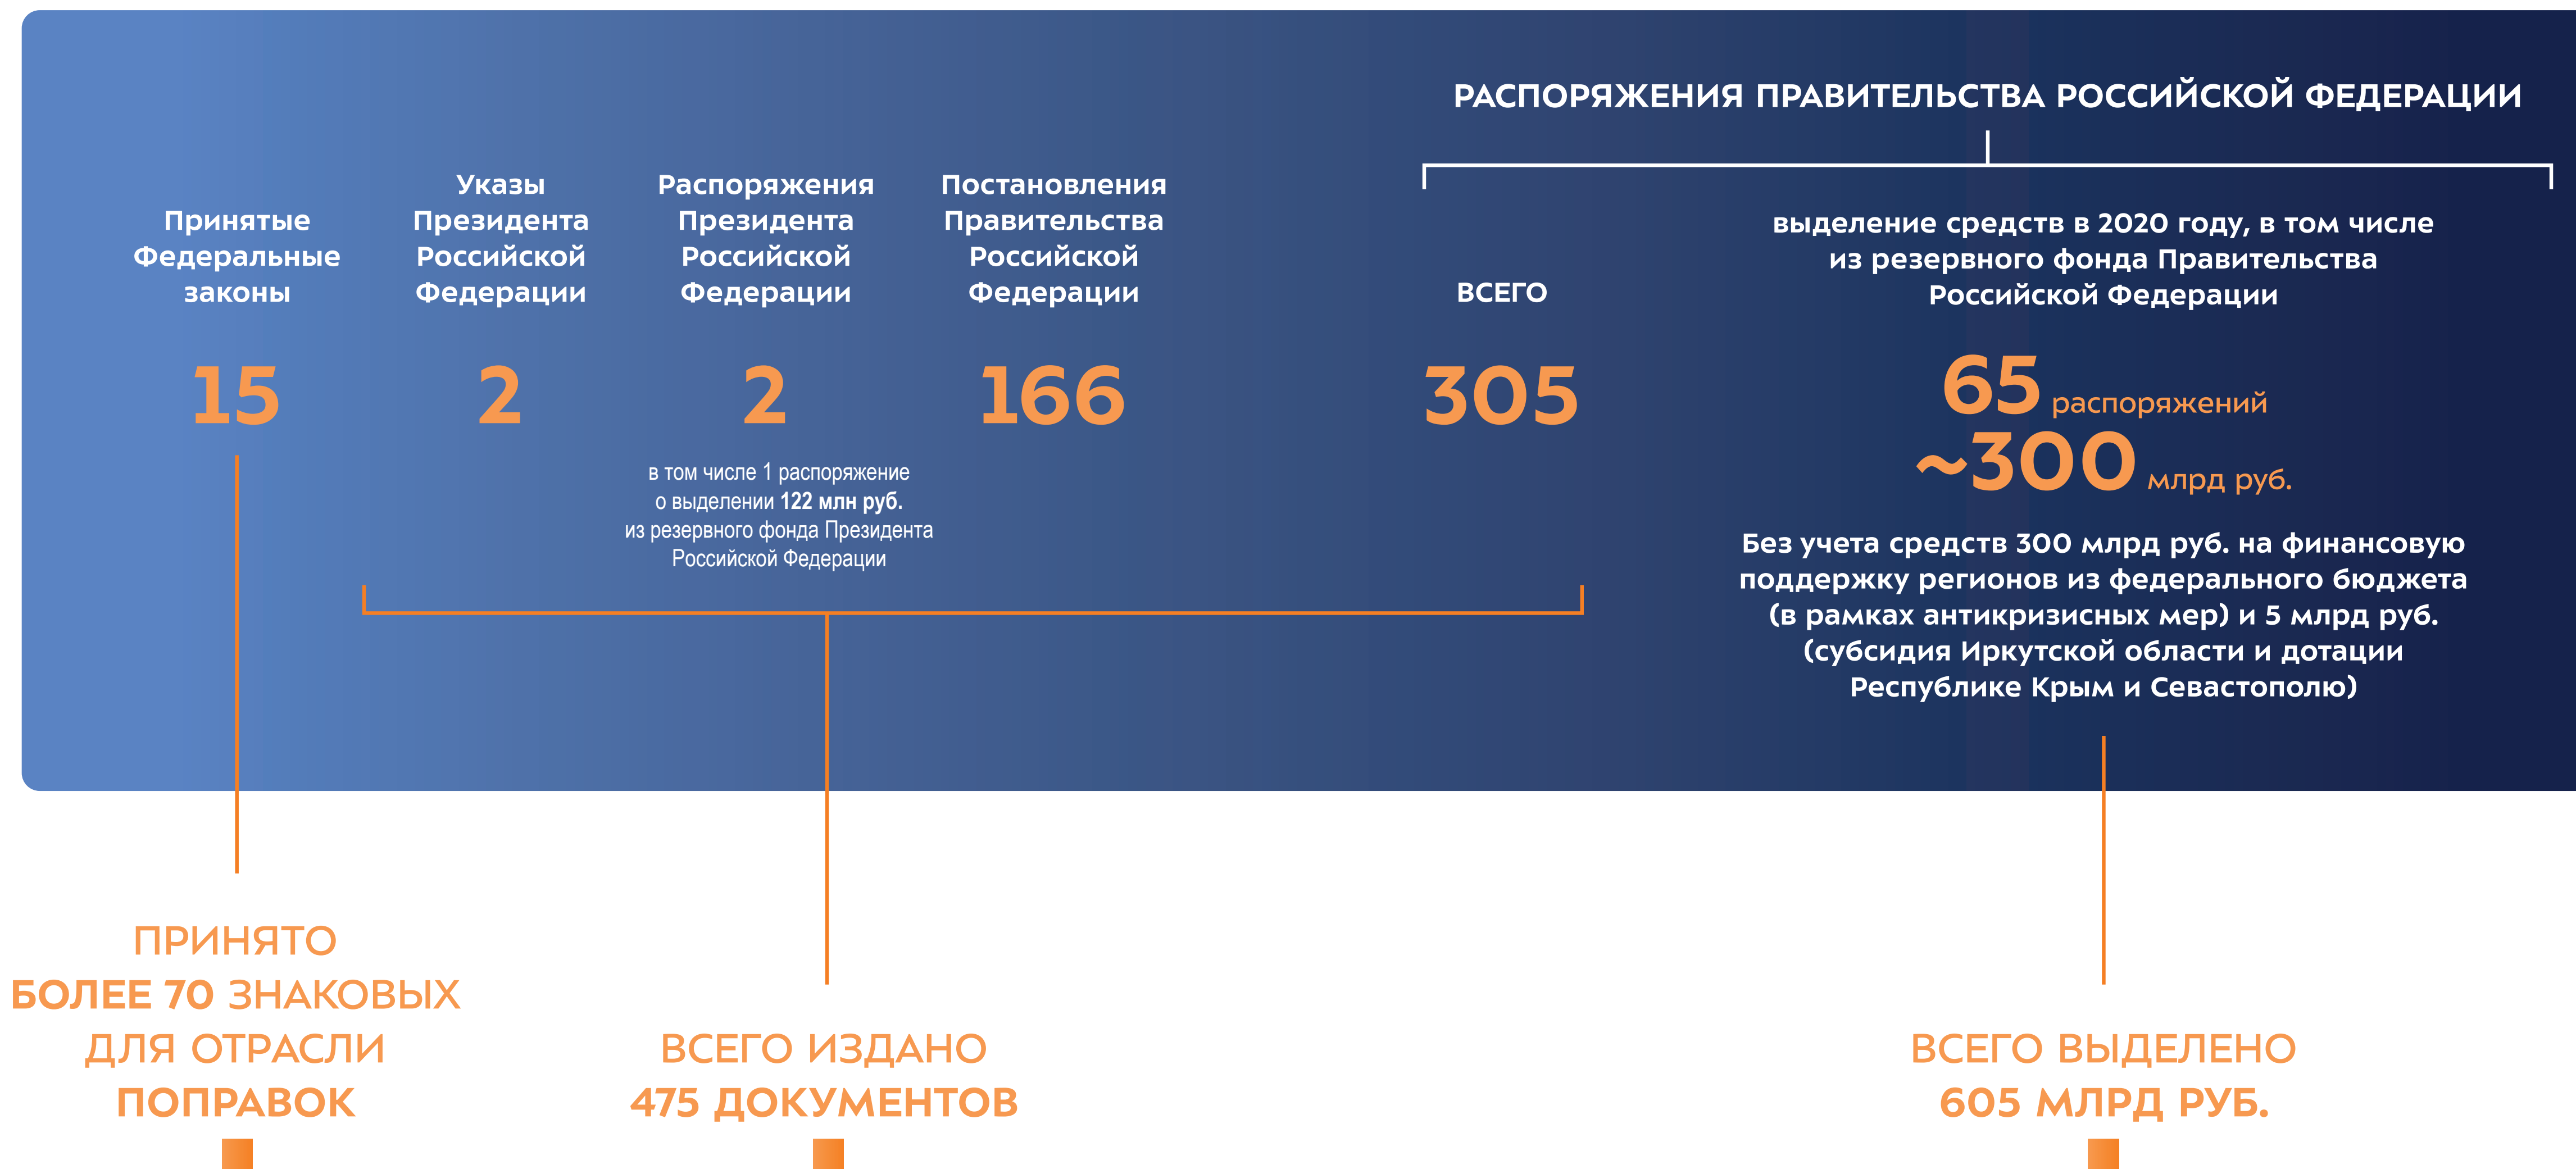 РАСПОРЯЖЕНИЯ ПРАВИТЕЛЬСТВА РОССИЙСКОЙ ФЕДЕРАЦИИ
Принятые
Федеральные
законы
15
Указы
Президента
Российской
Федерации
2
Распоряжения
Президента
Российской
Федерации
2
в том числе 1 распоряжение
о выделении 122 млн руб.
из резервного фонда Президента
Российской Федерации
Постановления
Правительства
Российской
Федерации
166
ВСЕГО
305
выделение средств в 2020 году, в том числе
из резервного фонда Правительства
Российской Федерации
65 распоряжений
~300 млрд руб.
Без учета средств 300 млрд руб. на финансовую
поддержку регионов из федерального бюджета
(в рамках антикризисных мер) и 5 млрд руб.
(субсидия Иркутской области и дотации
Республике Крым и Севастополю)
ПРИНЯТО
БОЛЕЕ 70 ЗНАКОВЫХ
ДЛЯ ОТРАСЛИ
ПОПРАВОК
ВСЕГО ИЗДАНО
475 ДОКУМЕНТОВ
ВСЕГО ВЫДЕЛЕНО
605 МЛРД РУБ.